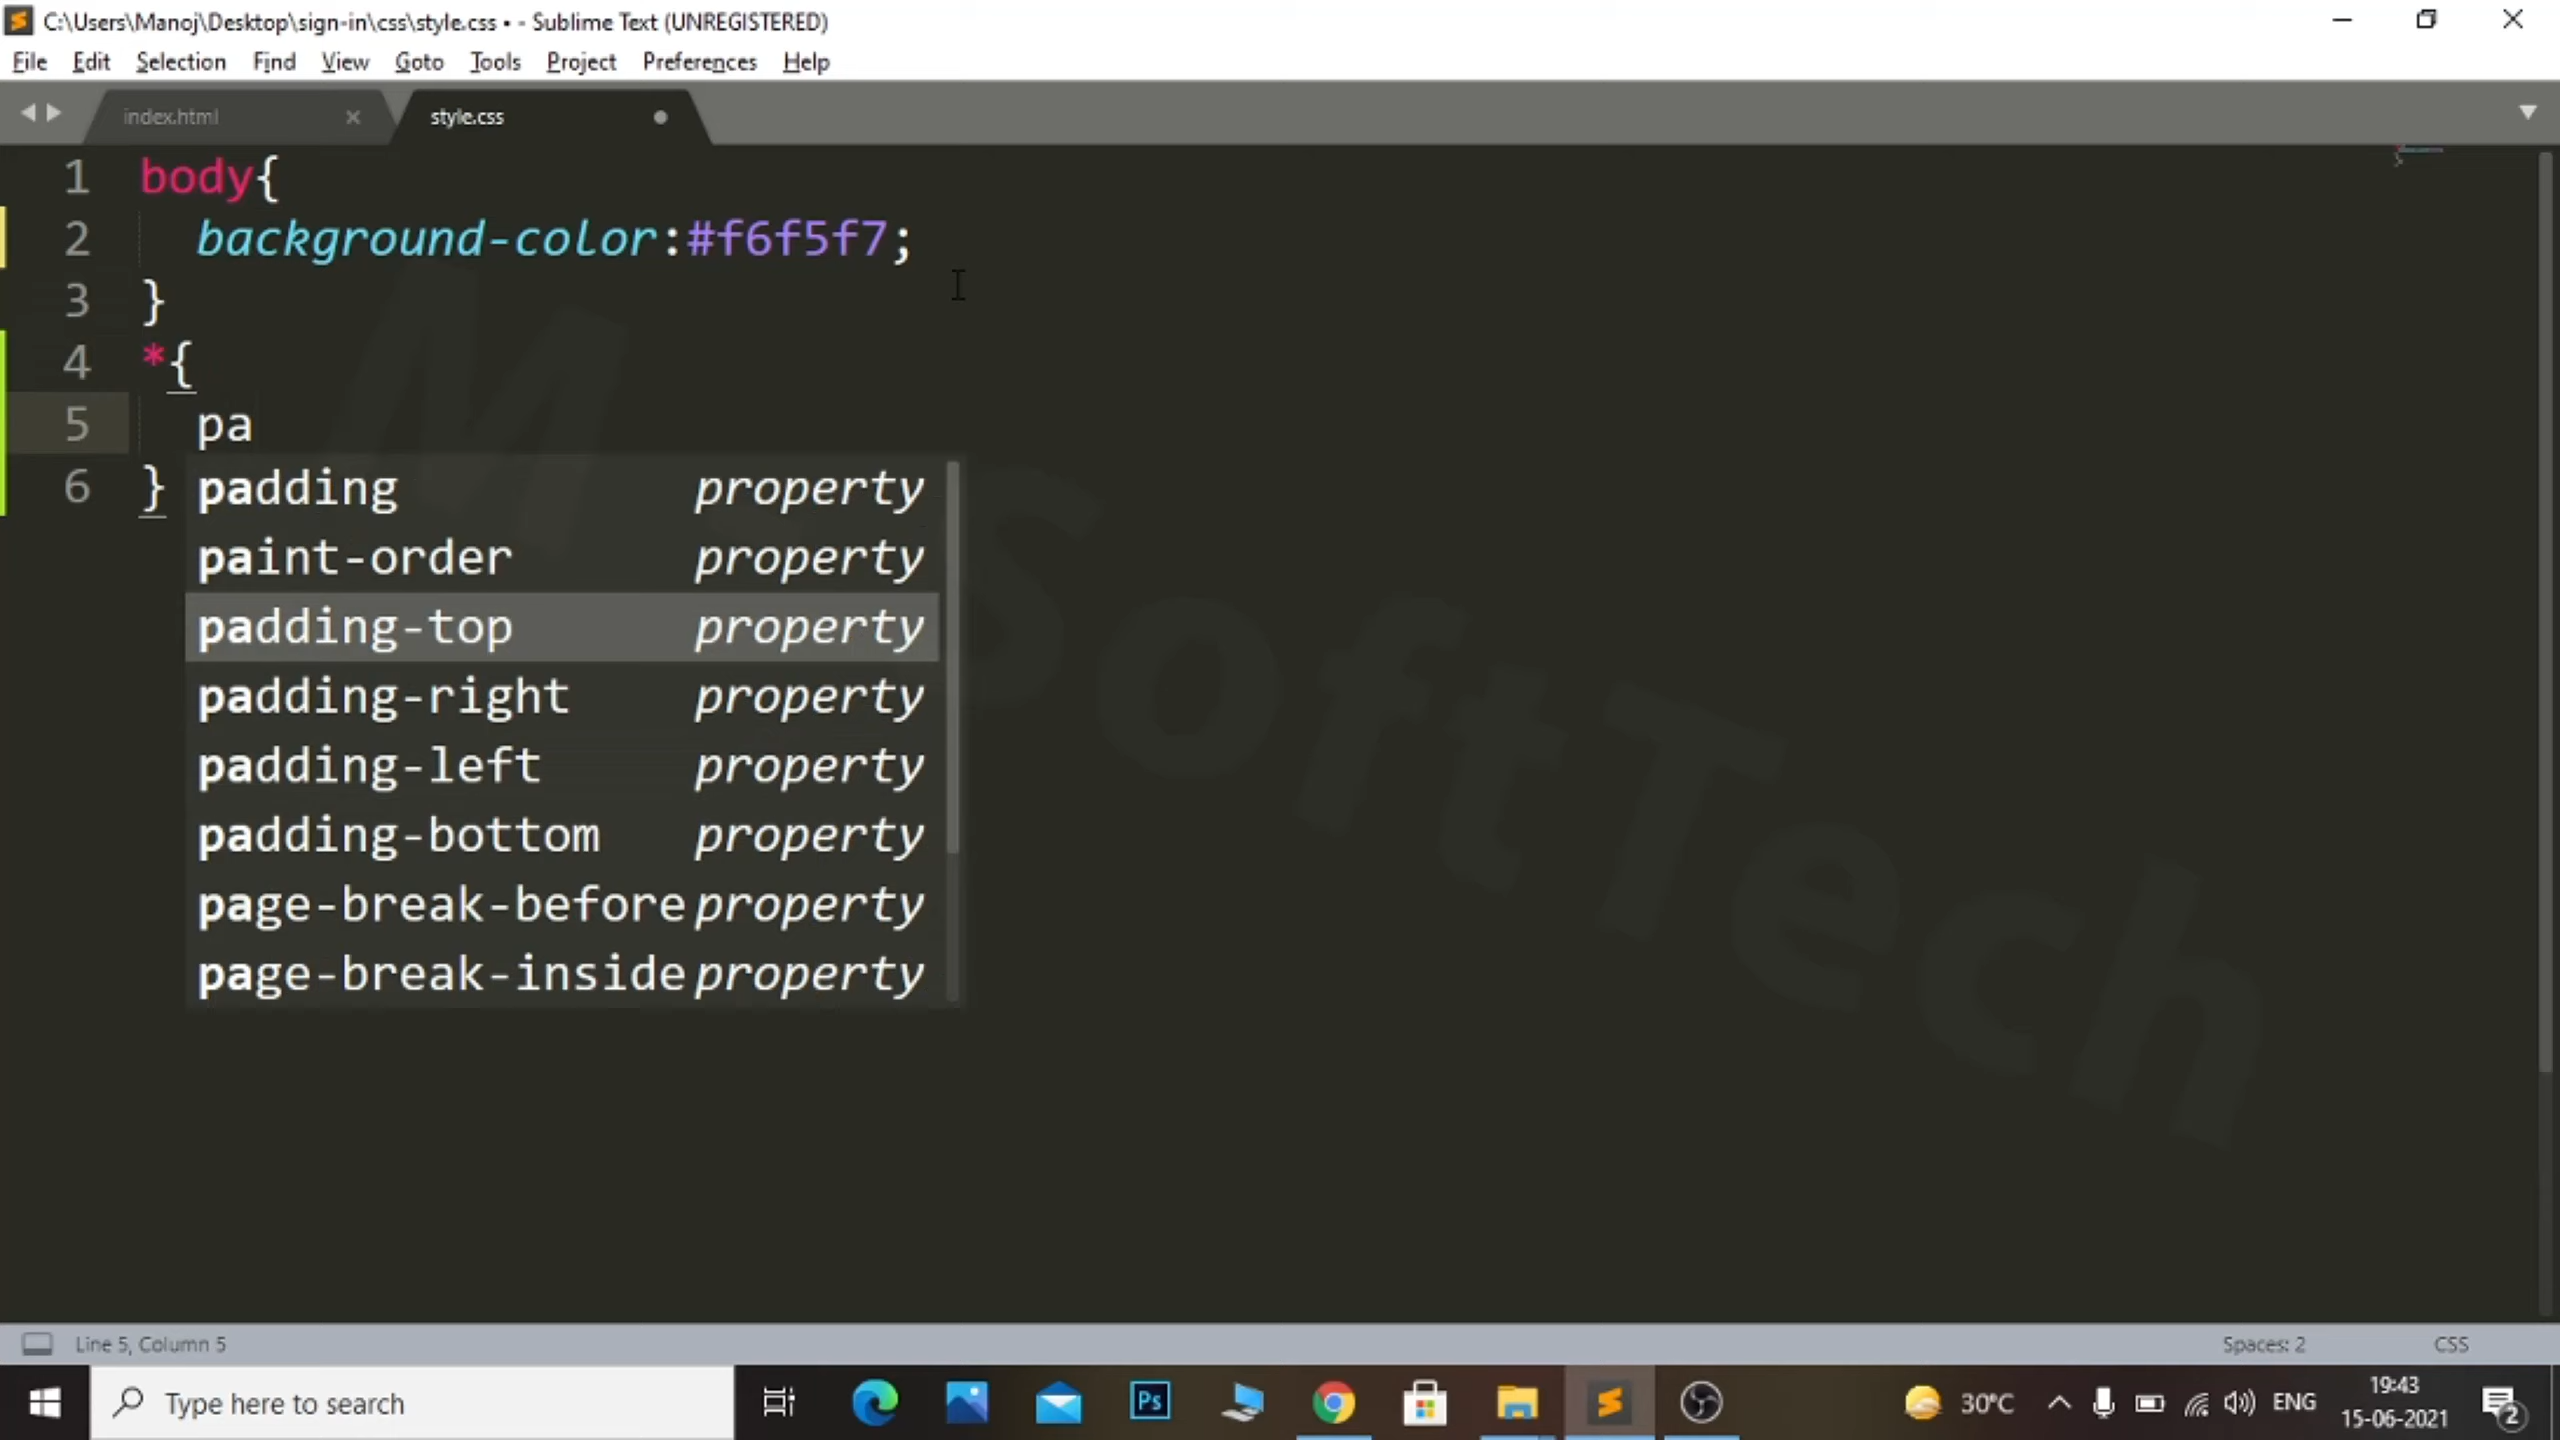 C:\Users\Manoj\Desktop\sign-in\css\style.css • - Sublime Text (UNREGISTERED)
File Edit Selection Find View Goto Tools Project Preferences Help
index.html style.css
1 body{
2 background-color:#f6f5f7;
3 }
4 *{
5 pa
6 }
padding property
paint-order property
padding-top property
padding-right property
padding-left property
padding-bottom property
page-break-before property
page-break-inside property
M SoftTech
Line 5, Column 5 Spaces: 2 CSS
Type here to search Ps 30°C ENG 19:43
15-06-2021 2